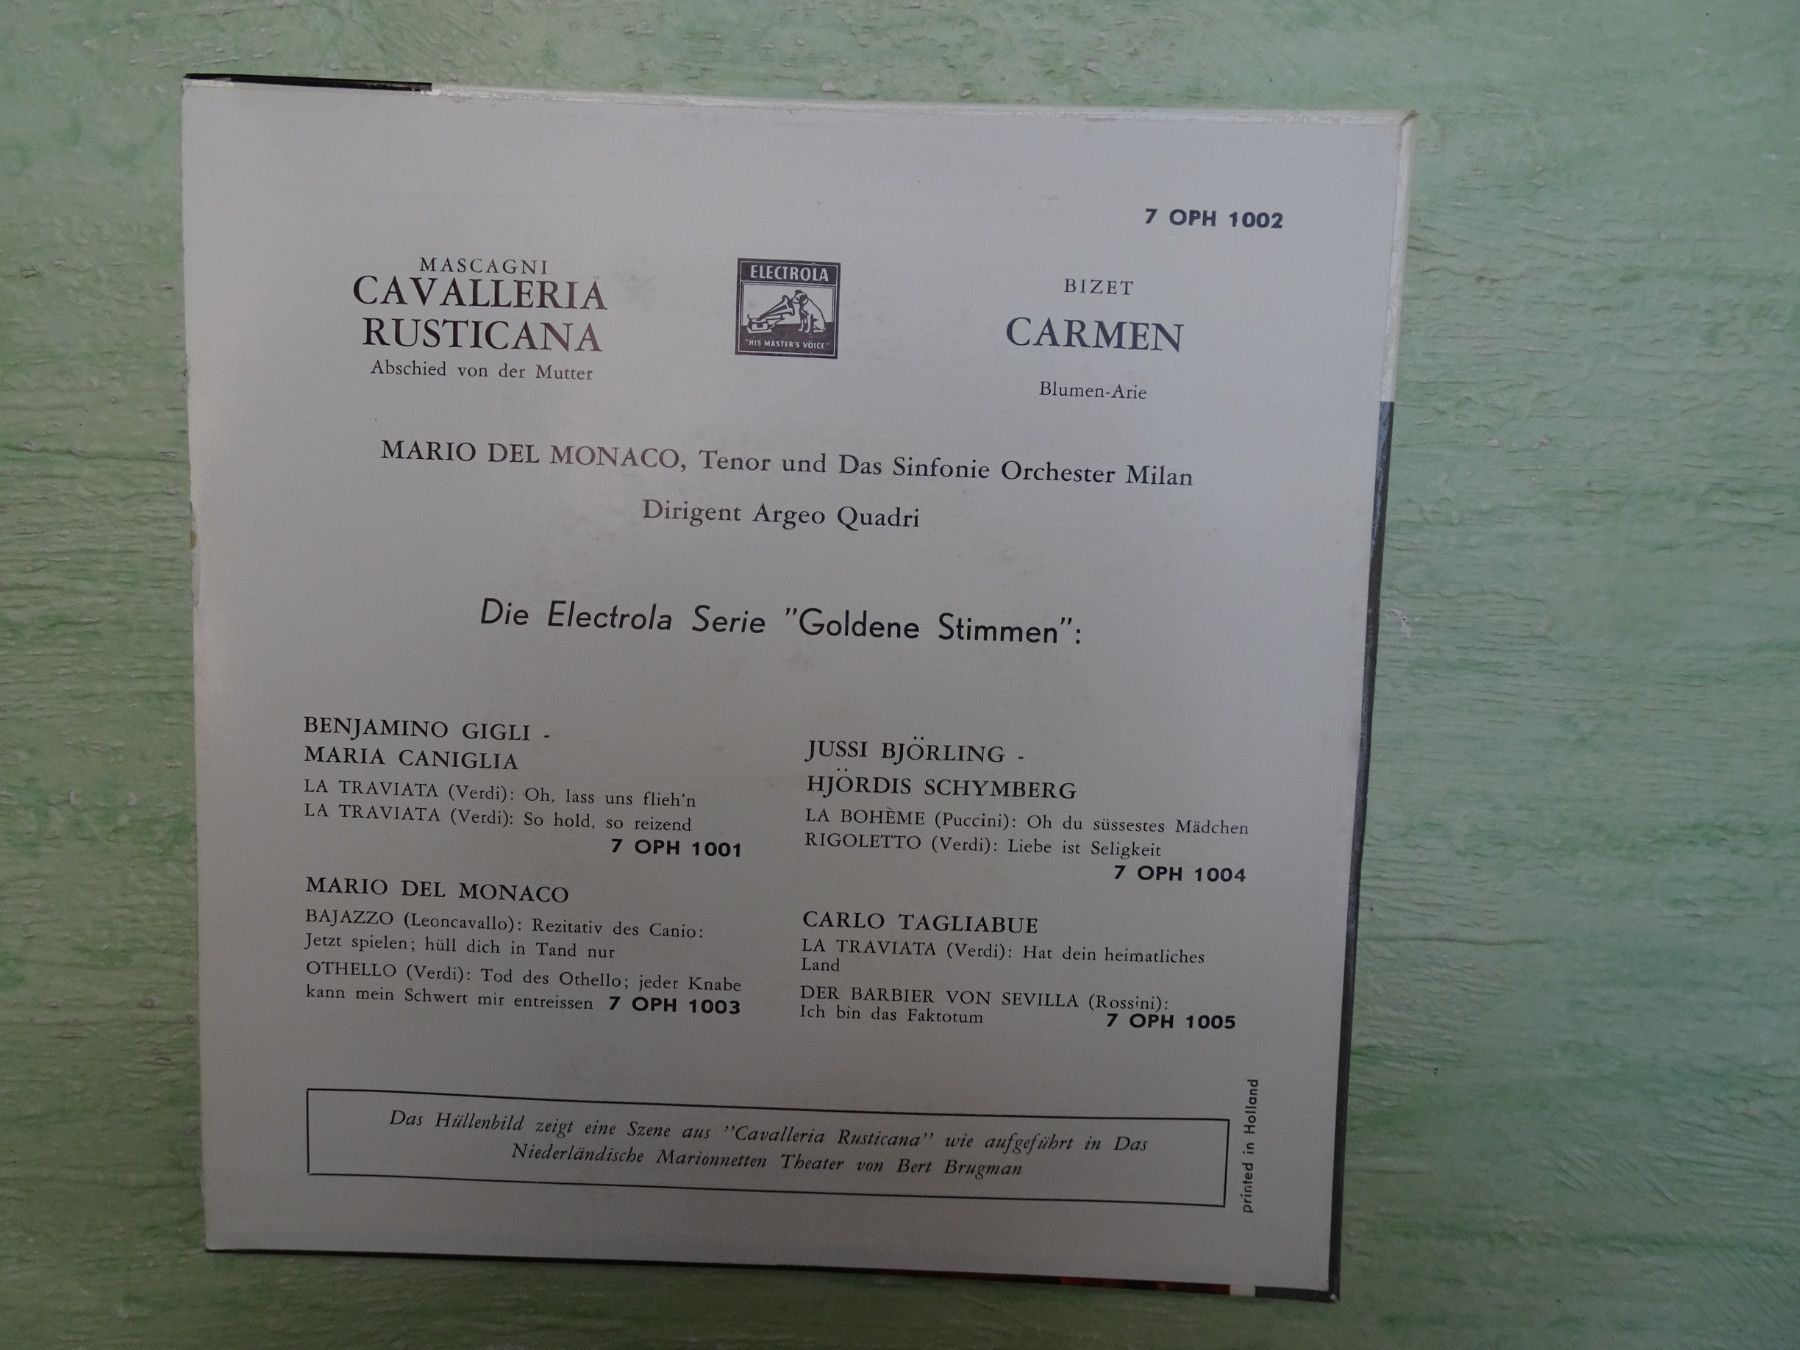 7 OPH 1002
MASCAGNI
CAVALLERIA
RUSTICANA
Abschied von der Mutter
ELECTROLA
"HIS MASTER'S VOICE"
BIZET
CARMEN
Blumen-Arie
MARIO DEL MONACO, Tenor und Das Sinfonie Orchester Milan
Dirigent Argeo Quadri
Die Electrola Serie "Goldene Stimmen":
BENJAMINO GIGLI -
MARIA CANIGLIA
LA TRAVIATA (Verdi): Oh, lass uns flieh'n
LA TRAVIATA (Verdi): So hold, so reizend
7 OPH 1001
MARIO DEL MONACO
BAJAZZO (Leoncavallo): Rezitativ des Canio:
Jetzt spielen; hüll dich in Tand nur
OTHELLO (Verdi): Tod des Othello; jeder Knabe
kann mein Schwert mir entreissen 7 OPH 1003
JUSSI BJÖRLING -
HJÖRDIS SCHYMBERG
LA BOHÈME (Puccini): Oh du süssestes Mädchen
RIGOLETTO (Verdi): Liebe ist Seligkeit
7 OPH 1004
CARLO TAGLIABUE
LA TRAVIATA (Verdi): Hat dein heimatliches
Land
DER BARBIER VON SEVILLA (Rossini):
Ich bin das Faktotum 7 OPH 1005
Das Hüllenbild zeigt eine Szene aus "Cavalleria Rusticana" wie aufgeführt in Das
Niederländische Marionnetten Theater von Bert Brugman
printed in Holland